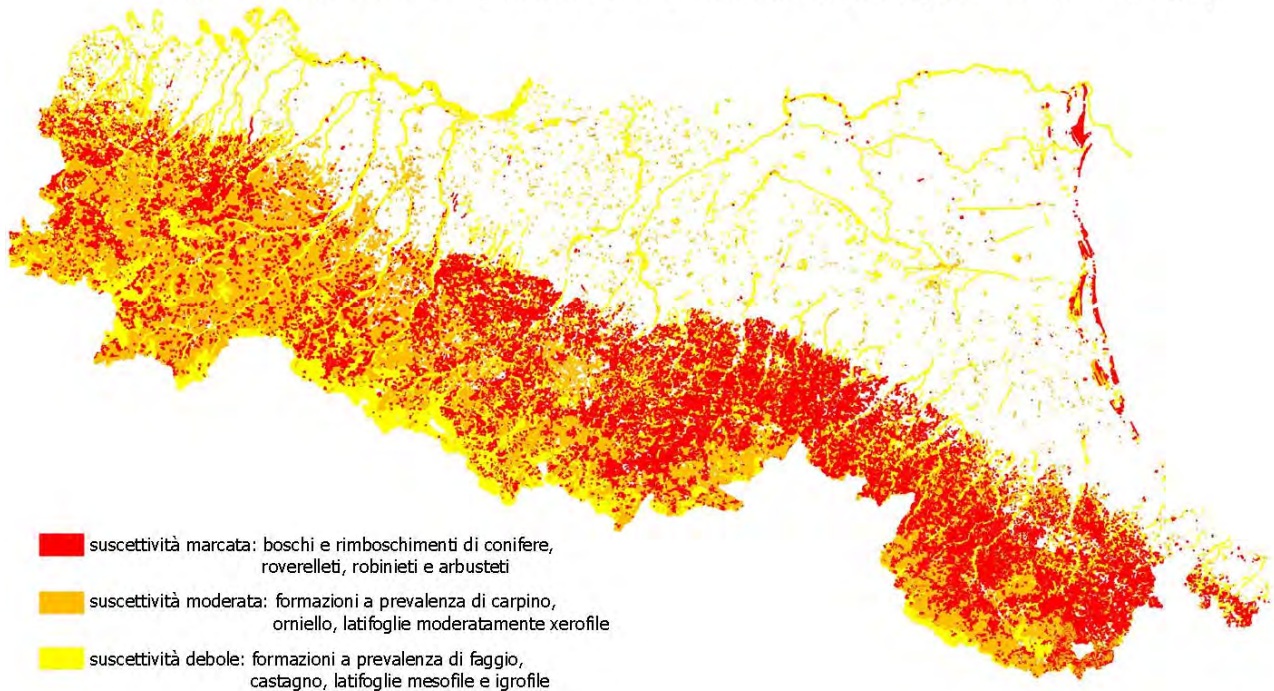 suscettività marcata: boschi e rimboschimenti di conifere,
roverelleti, robinieti e arbusteti
suscettività moderata: formazioni a prevalenza di carpino,
orniello, latifoglie moderatamente xerofile
suscettività debole: formazioni a prevalenza di faggio,
castagno, latifoglie mesofile e igrofile